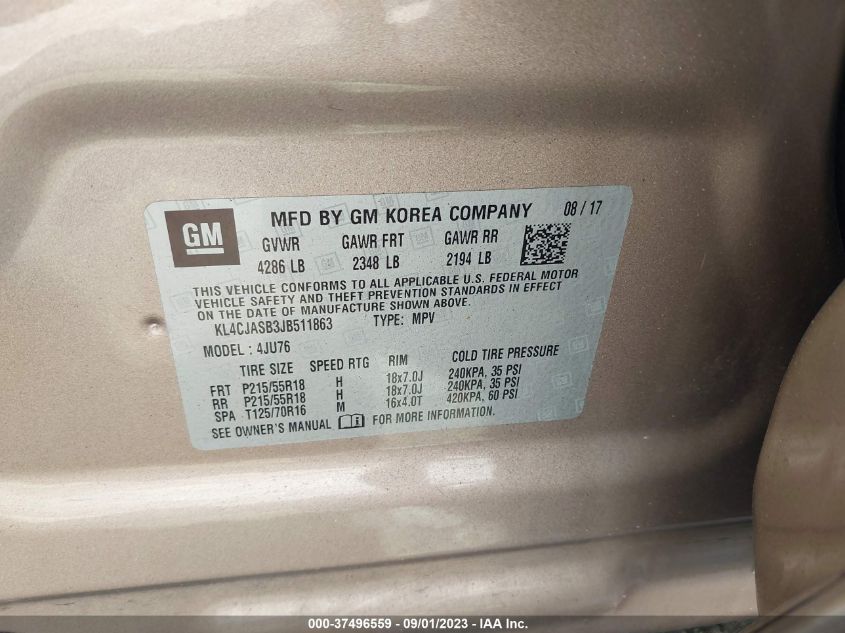 GM
MFD BY GM KOREA COMPANY 08 / 17
GVWR GAWR FRT GAWR RR
4286 LB 2348 LB 2194 LB
THIS VEHICLE CONFORMS TO ALL APPLICABLE U.S. FEDERAL MOTOR
VEHICLE SAFETY AND THEFT PREVENTION STANDARDS IN EFFECT
ON THE DATE OF MANUFACTURE SHOWN ABOVE.
KL4CJASB3JB511863 TYPE: MPV
MODEL : 4JU76
TIRE SIZE SPEED RTG RIM COLD TIRE PRESSURE
FRT P215/55R18 H 18x7.0J 240KPA, 35 PSI
RR P215/55R18 H 18x7.0J 240KPA, 35 PSI
SPA T125/70R16 M 16x4.0T 420KPA, 60 PSI
SEE OWNER'S MANUAL FOR MORE INFORMATION.
000-37496559 - 09/01/2023 - IAA Inc.